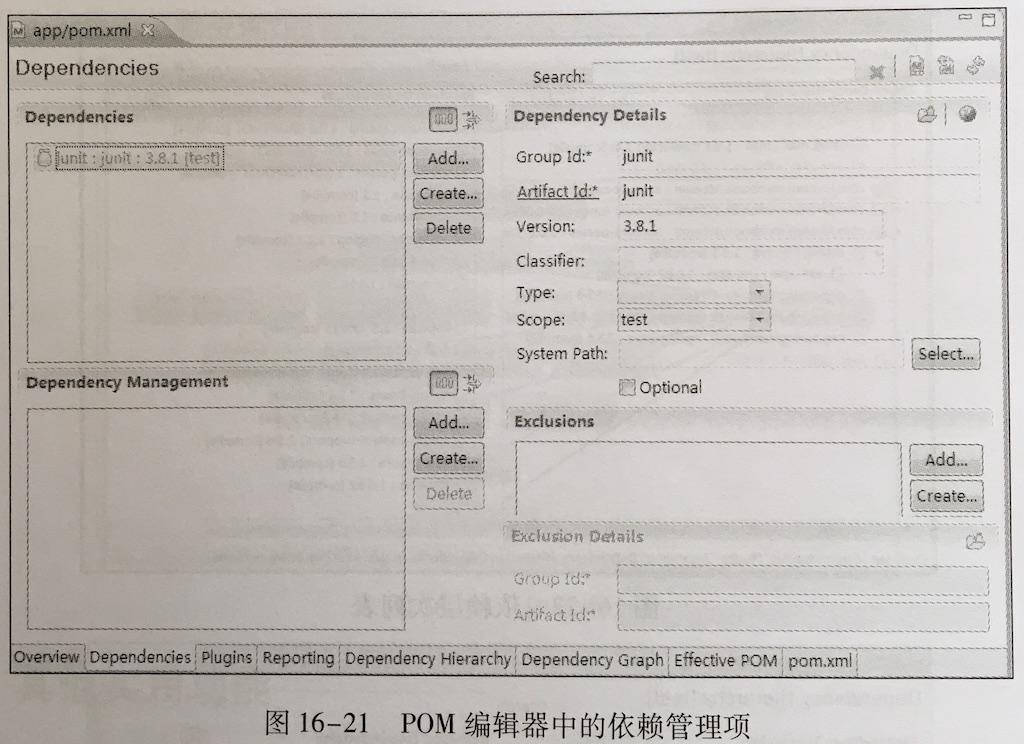 app/pom.xml
Dependencies
Search:
Dependencies
junit : junit : 3.8.1 [test]
Add...
Create...
Delete
Dependency Management
Add...
Create...
Delete
Dependency Details
Group Id:* junit
Artifact Id:* junit
Version: 3.8.1
Classifier:
Type:
Scope: test
System Path: Select...
Optional
Exclusions
Add...
Create...
Exclusion Details
Group Id:*
Artifact Id:*
Overview Dependencies Plugins Reporting Dependency Hierarchy Dependency Graph Effective POM pom.xml
图 16-21 POM 编辑器中的依赖管理项